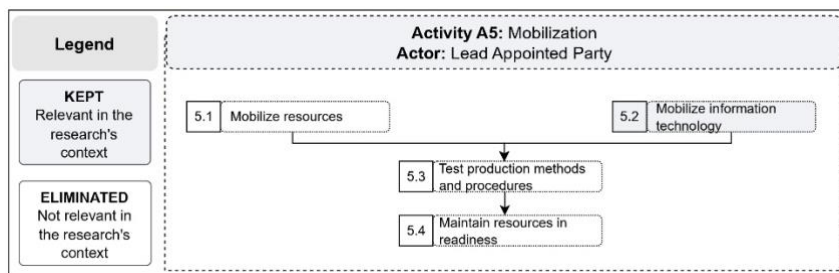 Legend
KEPT
Relevant in the
research's
context
ELIMINATED
Not relevant in
the research's
context
Activity A5: Mobilization
Actor: Lead Appointed Party
5.1 Mobilize resources
5.2 Mobilize information
technology
5.3 Test production methods
and procedures
5.4 Maintain resources in
readiness